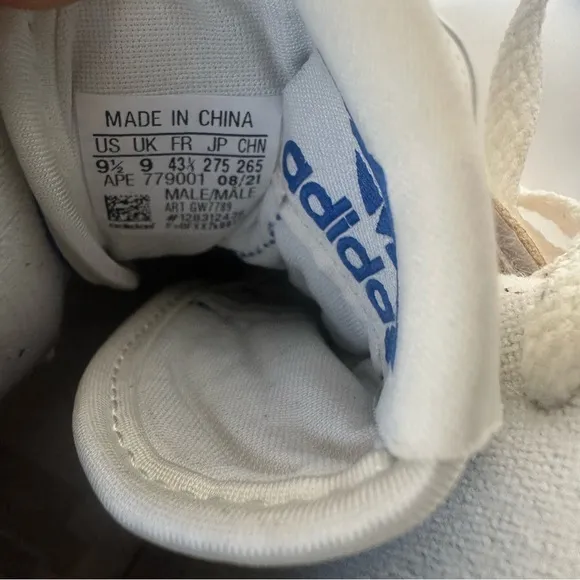 MADE IN CHINA
US UK FR JP CHN
9½ 9 43⅓ 275 265
APE 779001 08/21
MALE/MALE
ART GW7789
adidas